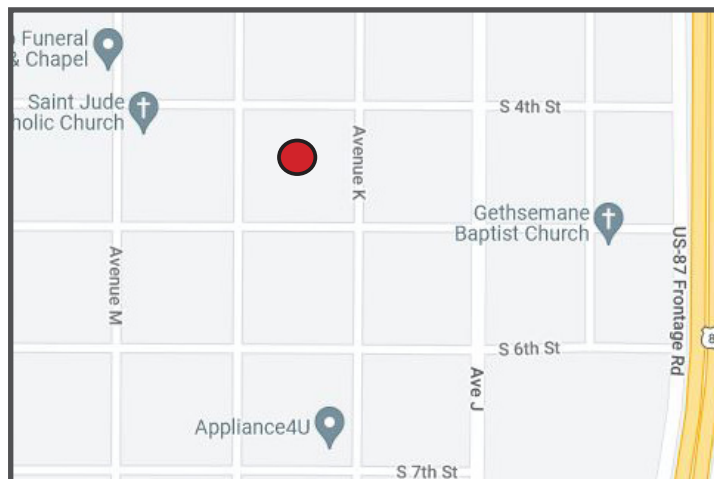 Funeral
& Chapel
Saint Jude
holic Church
S 4th St
Avenue K
Gethsemane
Baptist Church
Avenue M
US-87 Frontage Rd
S 6th St
Ave J
Appliance4U
S 7th St
8